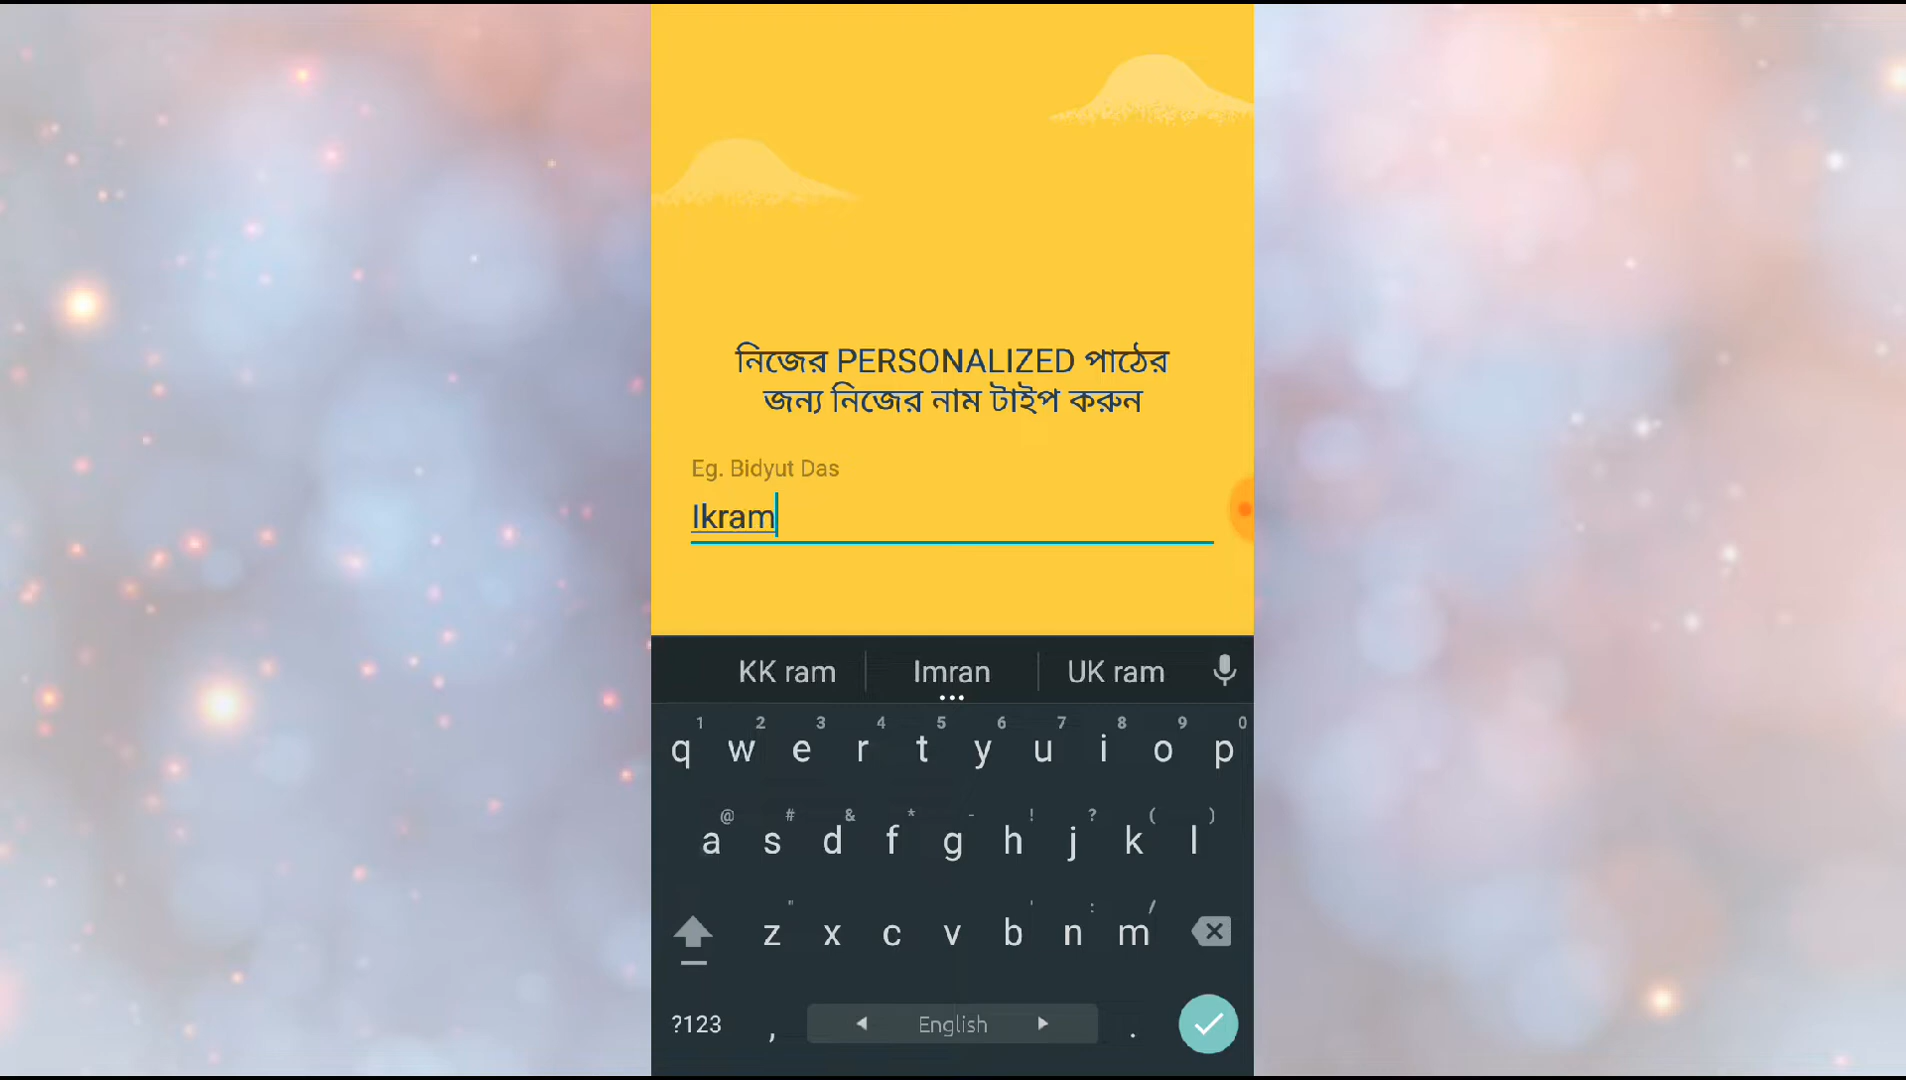 নিজের PERSONALIZED পাঠের
জন্য নিজের নাম টাইপ করুন
Eg. Bidyut Das
Ikram
KK ram Imran UK ram
1 2 3 4 5 6 7 8 9 0
q w e r t y u i o p
@ # & * - ! ? ( )
a s d f g h j k l
" ' : /
z x c v b n m
?123 , English .